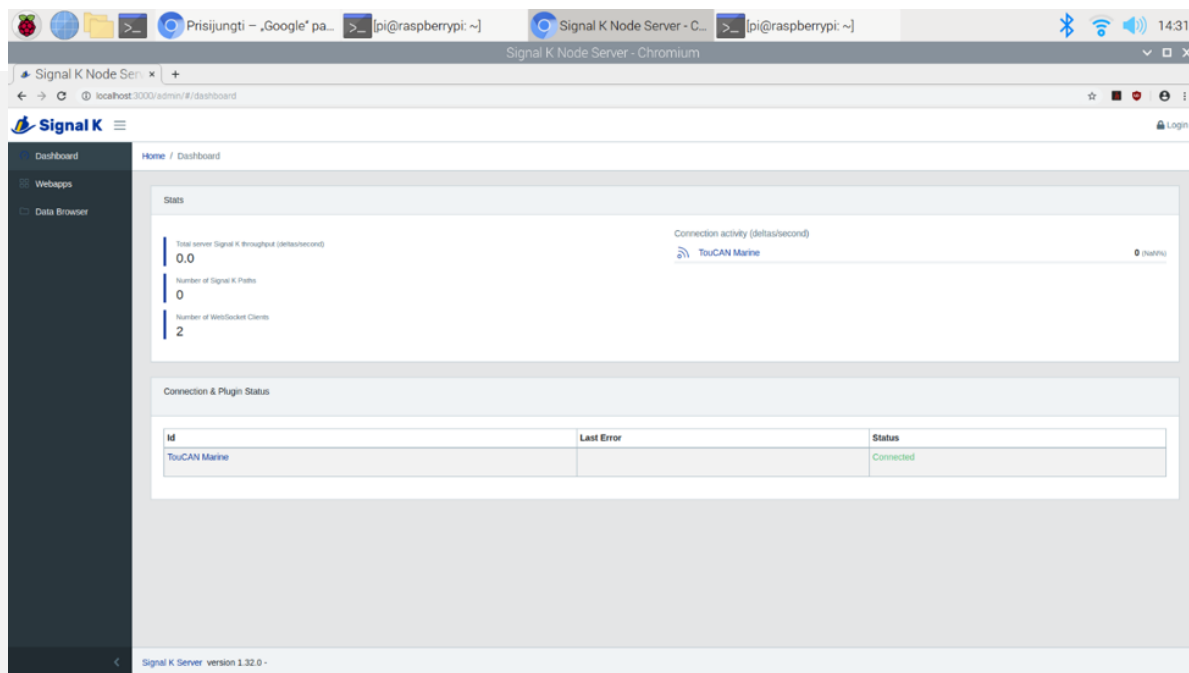 Prisijungti – „Google“ pa... [pi@raspberrypi: ~] Signal K Node Server - C... [pi@raspberrypi: ~] 14:31
Signal K Node Server - Chromium
Signal K Node Ser
localhost:3000/admin/#/dashboard
Signal K Login
Dashboard Home / Dashboard
Webapps
Data Browser
Stats
Total server Signal K throughput (deltas/second)
0.0
Number of Signal K Paths
0
Number of WebSocket Clients
2
Connection activity (deltas/second)
TouCAN Marine 0 (NaN%)
Connection & Plugin Status
Id Last Error Status
TouCAN Marine Connected
Signal K Server version 1.32.0 -